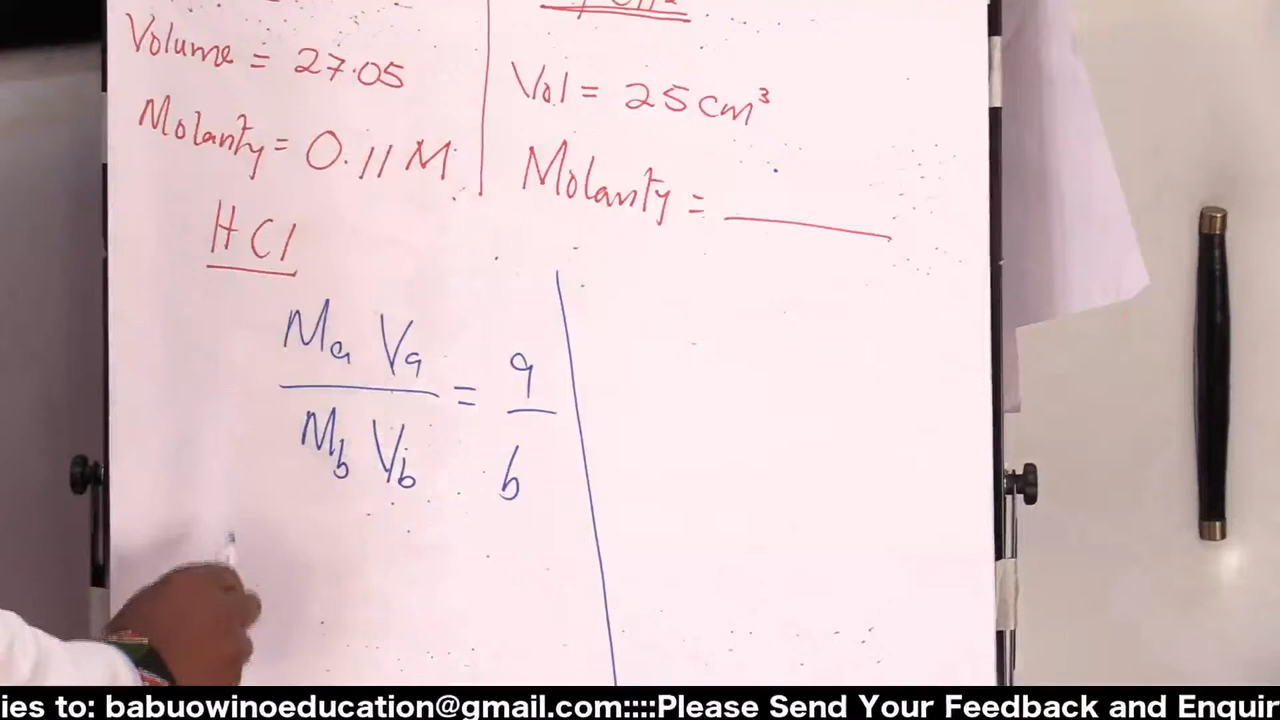 Volume = 27.05
Molarity = 0.11 M
HCl
Vol = 25 cm³
Molarity = ______
Ma Va
Mb Vb
=
a
b
ies to: babuowinoeducation@gmail.com::::Please Send Your Feedback and Enquir